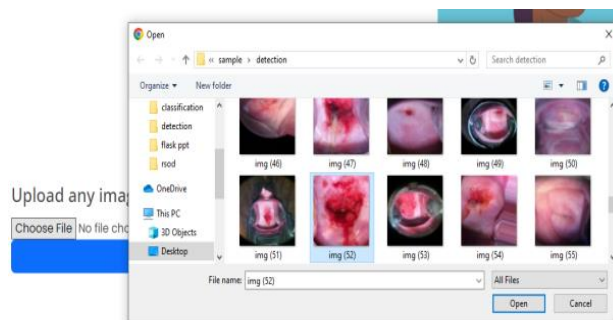 Open
« sample > detection
Search detection
Organize
New folder
classification
detection
flask ppt
rsod
OneDrive
This PC
3D Objects
Desktop
img (46)
img (47)
img (48)
img (49)
img (50)
img (51)
img (52)
img (53)
img (54)
img (55)
Upload any imag
Choose File No file cho
File name: img (52)
All Files
Open
Cancel